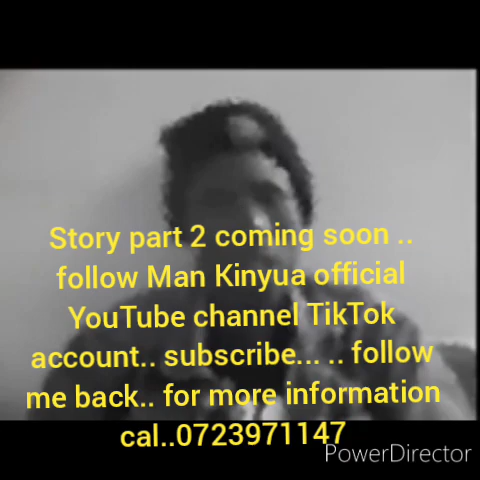 Story part 2 coming soon ..
follow Man Kinyua official
YouTube channel TikTok
account.. subscribe... .. follow
me back.. for more information
cal..0723971147
PowerDirector